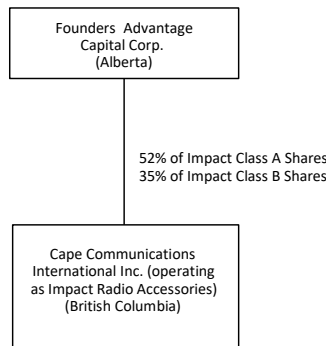 Founders Advantage
Capital Corp.
(Alberta)
52% of Impact Class A Shares
35% of Impact Class B Shares
Cape Communications
International Inc. (operating
as Impact Radio Accessories)
(British Columbia)